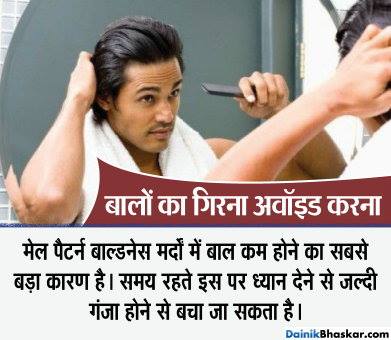 बालों का गिरना अवॉइड करना
मेल पैटर्न बाल्डनेस मर्दों में बाल कम होने का सबसे
बड़ा कारण है। समय रहते इस पर ध्यान देने से जल्दी
गंजा होने से बचा जा सकता है।
DainikBhaskar.com